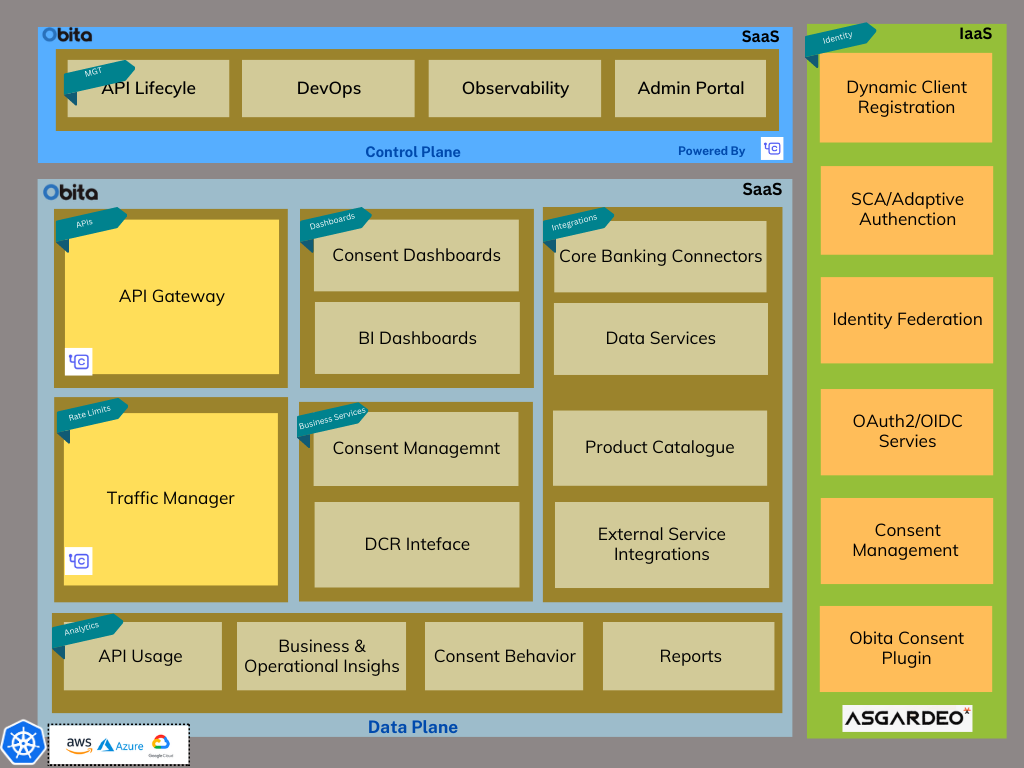 Obita
SaaS
MGT
API Lifecyle
DevOps
Observability
Admin Portal
Control Plane
Powered By
Obita
SaaS
APIs
API Gateway
Dashboards
Consent Dashboards
BI Dashboards
Integrations
Core Banking Connectors
Data Services
Rate Limits
Traffic Manager
Business Services
Consent Managemnt
DCR Inteface
Product Catalogue
External Service
Integrations
Analytics
API Usage
Business &
Operational Insighs
Consent Behavior
Reports
Data Plane
aws
Azure
Google Cloud
Identity
IaaS
Dynamic Client
Registration
SCA/Adaptive
Authenction
Identity Federation
OAuth2/OIDC
Servies
Consent
Management
Obita Consent
Plugin
ASGARDEO